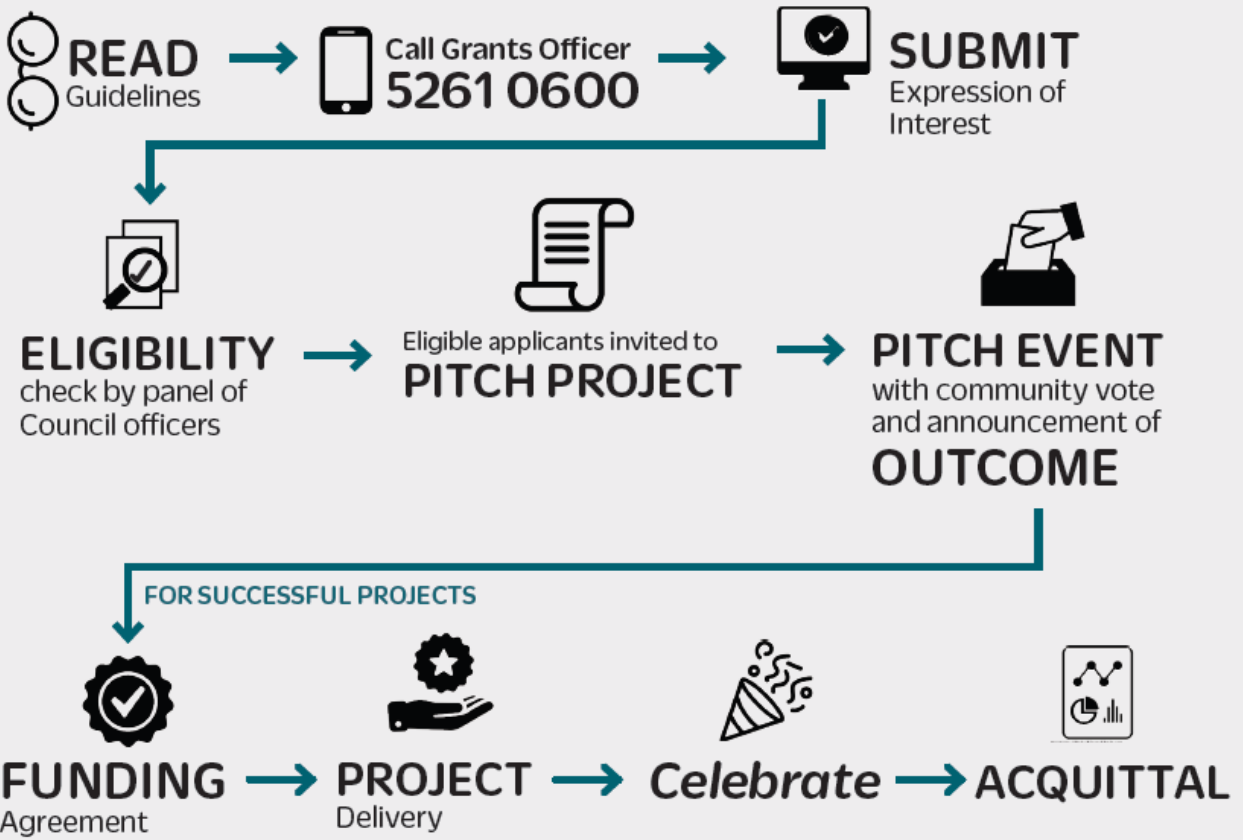 READ
Guidelines
Call Grants Officer
5261 0600
SUBMIT
Expression of
Interest
ELIGIBILITY
check by panel of
Council officers
Eligible applicants invited to
PITCH PROJECT
PITCH EVENT
with community vote
and announcement of
OUTCOME
FOR SUCCESSFUL PROJECTS
FUNDING
Agreement
PROJECT
Delivery
Celebrate
ACQUITTAL